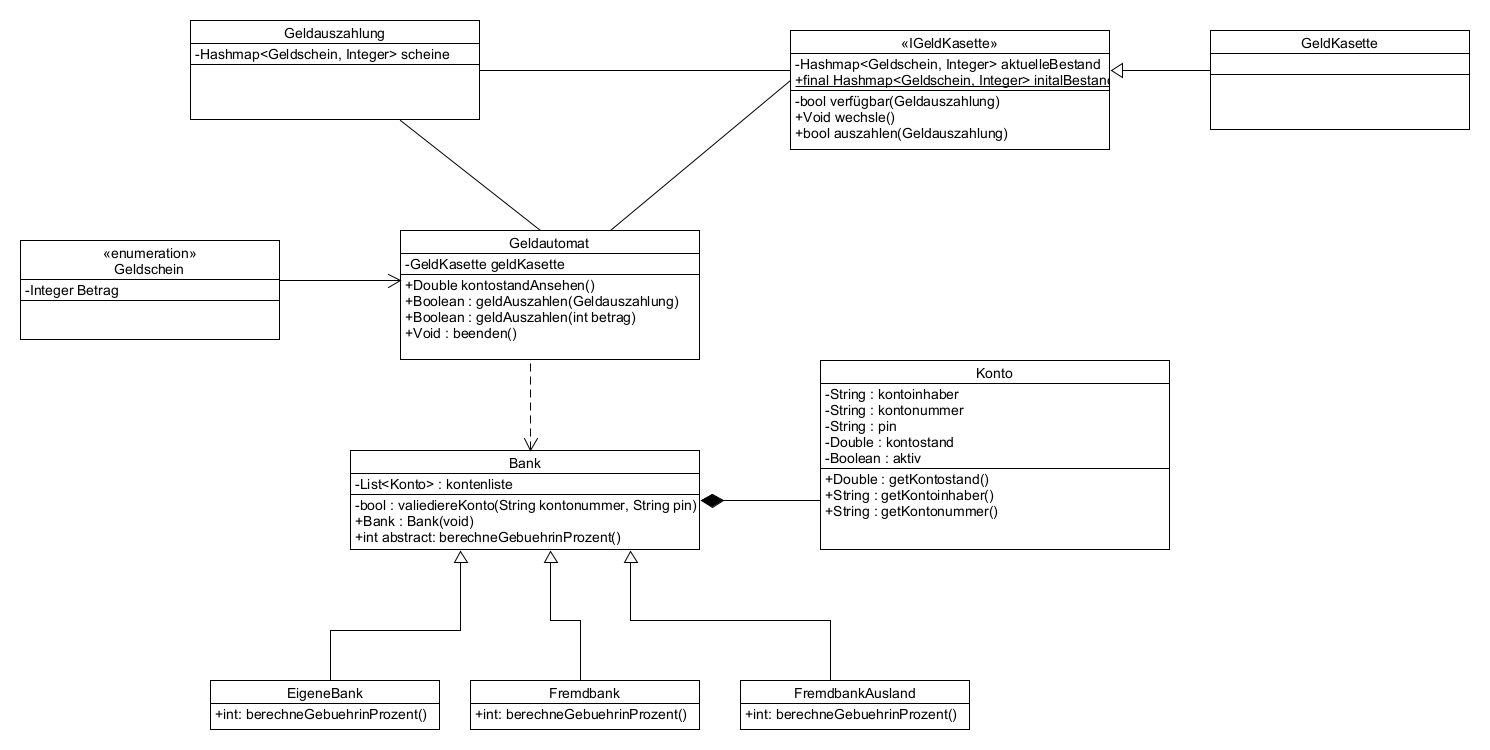 Geldauszahlung
-Hashmap<Geldschein, Integer> scheine
«IGeldKasette»
-Hashmap<Geldschein, Integer> aktuelleBestand
+final Hashmap<Geldschein, Integer> initalBestand
-bool verfügbar(Geldauszahlung)
+Void wechsle()
+bool auszahlen(Geldauszahlung)
GeldKasette
«enumeration»
Geldschein
-Integer Betrag
Geldautomat
-GeldKasette geldKasette
+Double kontostandAnsehen()
+Boolean : geldAuszahlen(Geldauszahlung)
+Boolean : geldAuszahlen(int betrag)
+Void : beenden()
Konto
-String : kontoinhaber
-String : kontonummer
-String : pin
-Double : kontostand
-Boolean : aktiv
+Double : getKontostand()
+String : getKontoinhaber()
+String : getKontonummer()
Bank
-List<Konto> : kontenliste
-bool : valiediereKonto(String kontonummer, String pin)
+Bank : Bank(void)
+int abstract: berechneGebuehrinProzent()
EigeneBank
+int: berechneGebuehrinProzent()
Fremdbank
+int: berechneGebuehrinProzent()
FremdbankAusland
+int: berechneGebuehrinProzent()